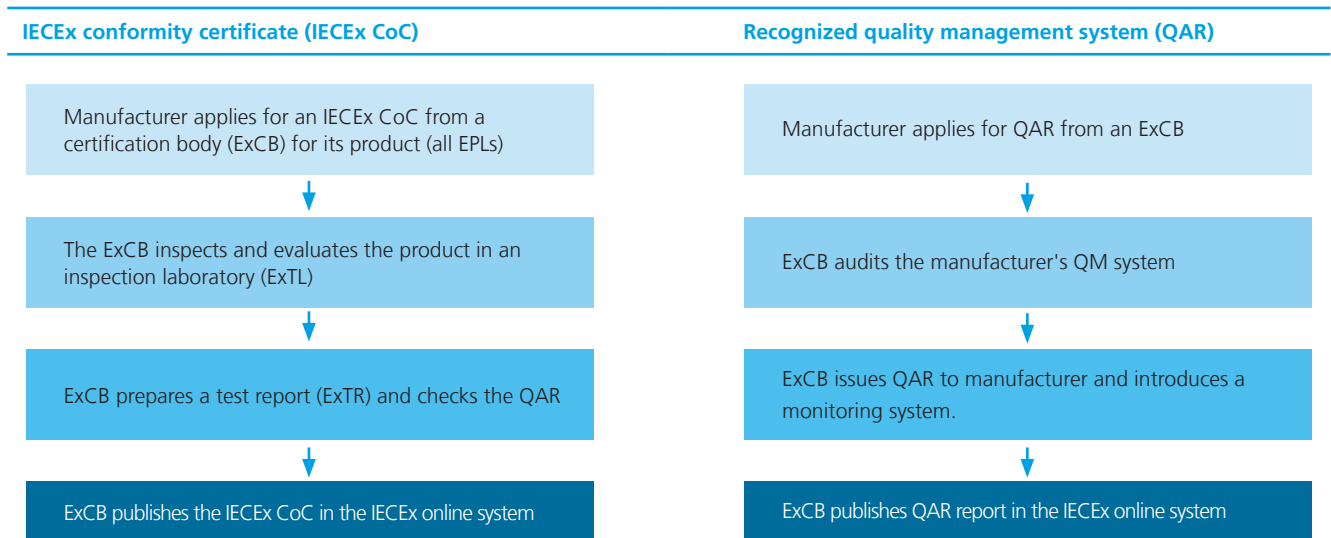 IECEx conformity certificate (IECEx CoC)
Manufacturer applies for an IECEx CoC from a
certification body (ExCB) for its product (all EPLs)
The ExCB inspects and evaluates the product in an
inspection laboratory (ExTL)
ExCB prepares a test report (ExTR) and checks the QAR
ExCB publishes the IECEx CoC in the IECEx online system
Recognized quality management system (QAR)
Manufacturer applies for QAR from an ExCB
ExCB audits the manufacturer's QM system
ExCB issues QAR to manufacturer and introduces a
monitoring system.
ExCB publishes QAR report in the IECEx online system